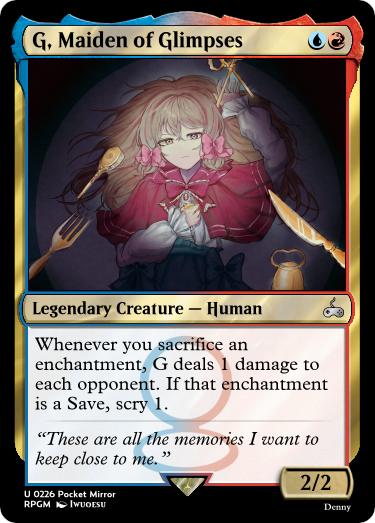 G, Maiden of Glimpses
Legendary Creature — Human
Whenever you sacrifice an
enchantment, G deals 1 damage to
each opponent. If that enchantment
is a Save, scry 1.
“These are all the memories I want to
keep close to me.”
2/2
U 0226 Pocket Mirror
RPGM IWUOESU
Denny